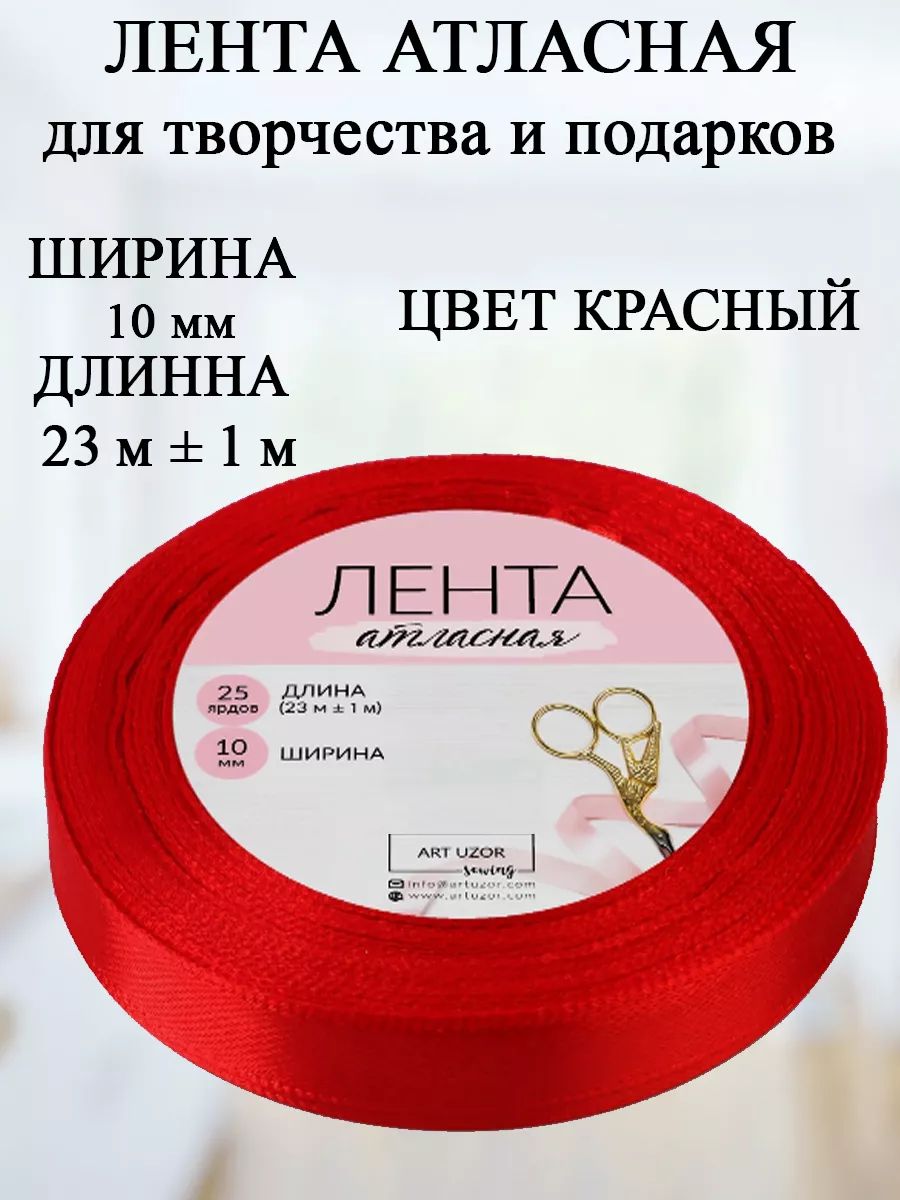 ЛЕНТА АТЛАСНАЯ
для творчества и подарков
ШИРИНА
10 мм
ЦВЕТ КРАСНЫЙ
ДЛИННА
23 м ± 1 м
ЛЕНТА
атласная
25 ярдов
ДЛИНА
(23 м ± 1 м)
10 мм
ШИРИНА
ART UZOR
sewing
info@artuzor.com
www.artuzor.com